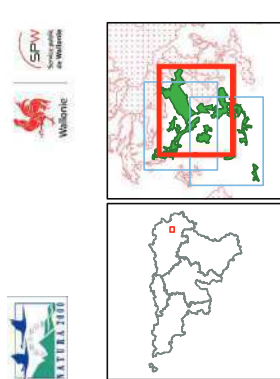 SPW
Service public
de Wallonie
Wallonie
NATURA 2000